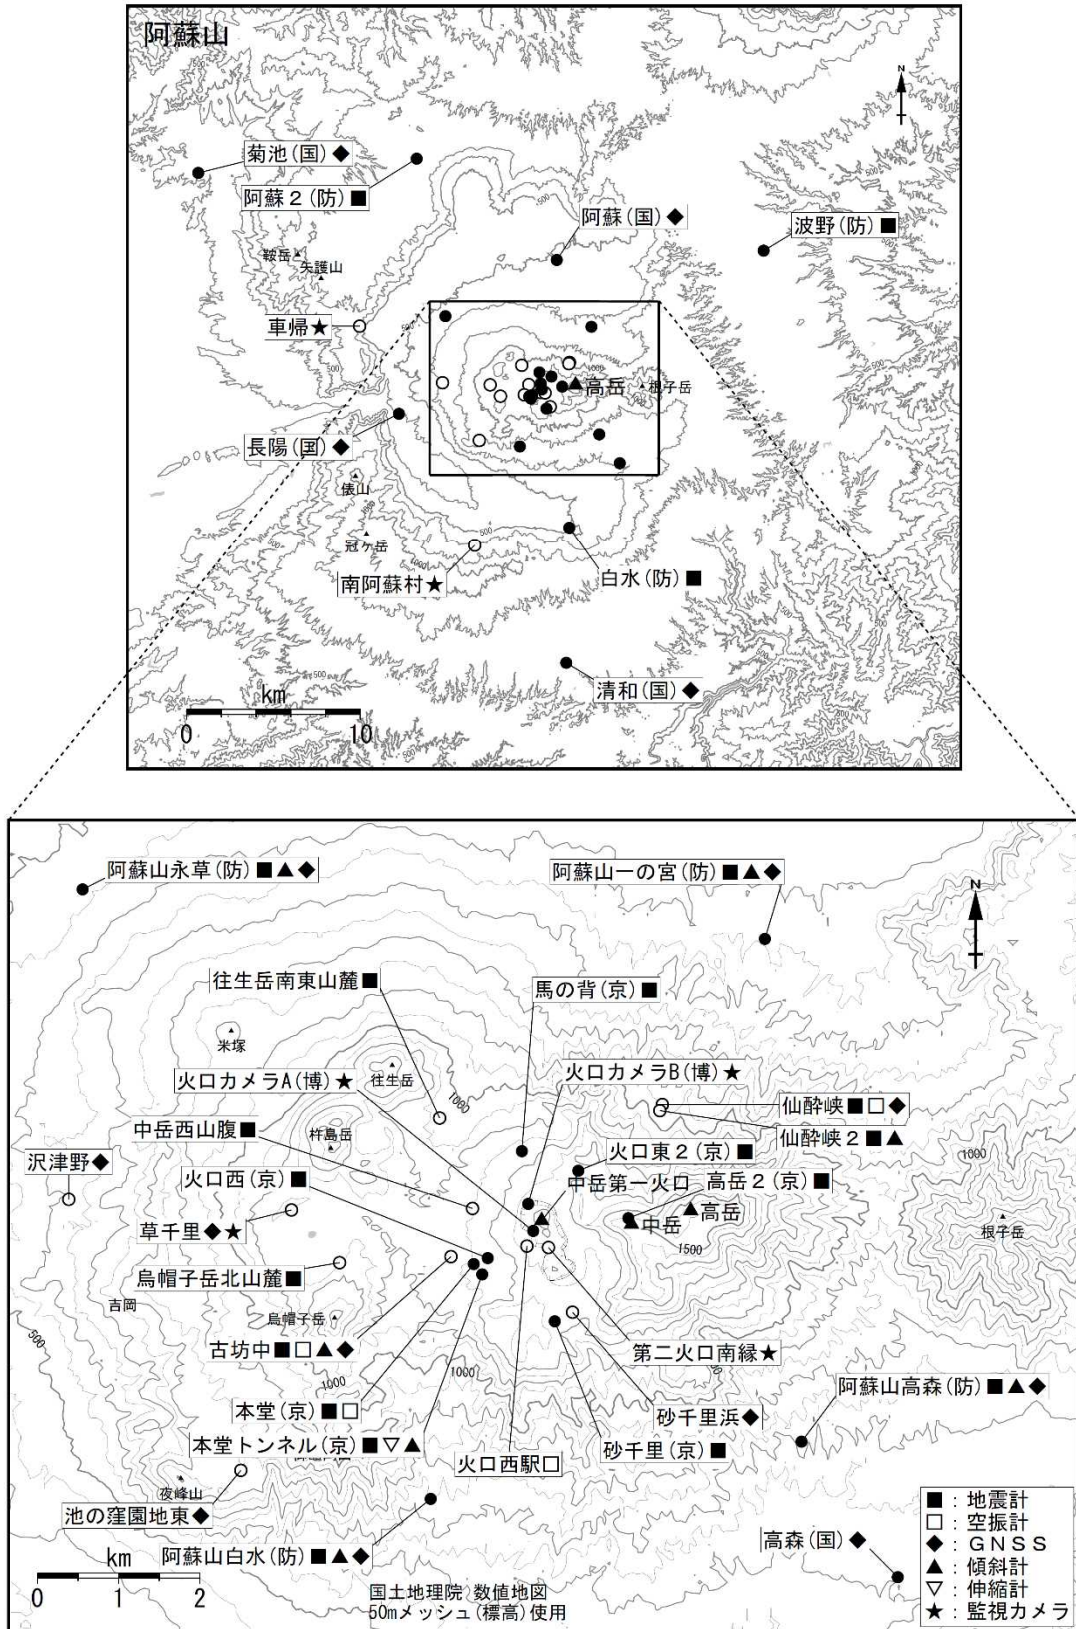 阿蘇山
N
菊池(国)◆
阿蘇2(防)■
阿蘇(国)◆
波野(防)■
鞍岳
矢護山
車帰★
高岳
根子岳
長陽(国)◆
俵山
冠ヶ岳
南阿蘇村★
白水(防)■
清和(国)◆
km
0 10
阿蘇山永草(防)■▲◆
阿蘇山一の宮(防)■▲◆
N
往生岳南東山麓■
馬の背(京)■
米塚
往生岳
火口カメラA(博)★
火口カメラB(博)★
1000
仙酔峡■□◆
仙酔峡2■▲
中岳西山腹■
杵島岳
沢津野◆
火口西(京)■
火口東2(京)■
中岳第一火口
高岳2(京)■
1000
草千里◆★
中岳
高岳
根子岳
1500
烏帽子岳北山麓■
吉岡
烏帽子岳
500
古坊中■□▲◆
第二火口南縁★
1000
1000
本堂(京)■□
砂千里浜◆
阿蘇山高森(防)■▲◆
本堂トンネル(京)■▽▲
火口西駅□
砂千里(京)■
夜峰山
池の窪園地東◆
阿蘇山白水(防)■▲◆
高森(国)◆
km
0 1 2
国土地理院 数値地図
50mメッシュ(標高)使用
■:地震計
□:空振計
◆:GNSS
▲:傾斜計
▽:伸縮計
★:監視カメラ